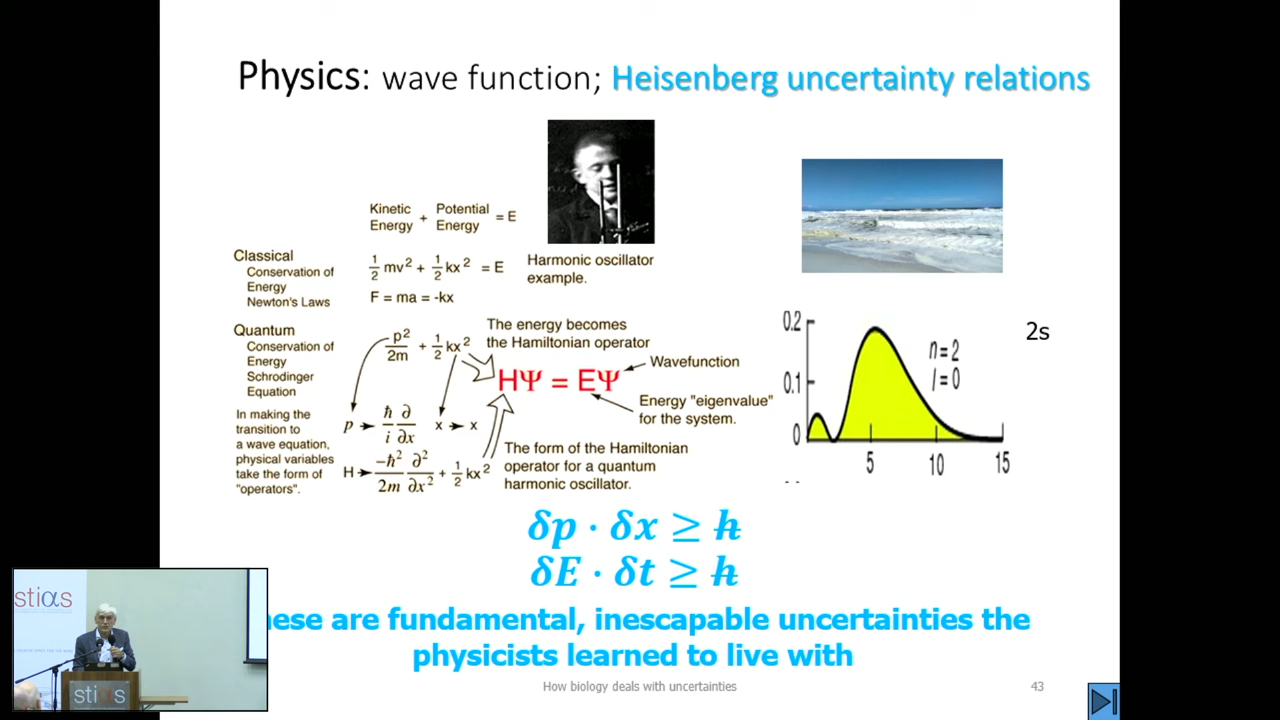 Physics: wave function; Heisenberg uncertainty relations
Kinetic Energy + Potential Energy = E
Classical
Conservation of
Energy
Newton's Laws
1/2 mv² + 1/2 kx² = E
F = ma = -kx
Harmonic oscillator
example.
Quantum
Conservation of
Energy
Schrodinger
Equation
p²/2m + 1/2 kx²
The energy becomes
the Hamiltonian operator
HΨ = EΨ
Wavefunction
Energy "eigenvalue"
for the system.
In making the
transition to
a wave equation,
physical variables
take the form of
"operators".
p → ħ/i ∂/∂x
x → x
H → -ħ²/2m ∂²/∂x² + 1/2 kx²
The form of the Hamiltonian
operator for a quantum
harmonic oscillator.
0.2
0.1
0
5
10
15
n=2
l=0
2s
δp · δx ≥ ħ
δE · δt ≥ ħ
hese are fundamental, inescapable uncertainties the
physicists learned to live with
How biology deals with uncertainties
43
stiαs
stiαs